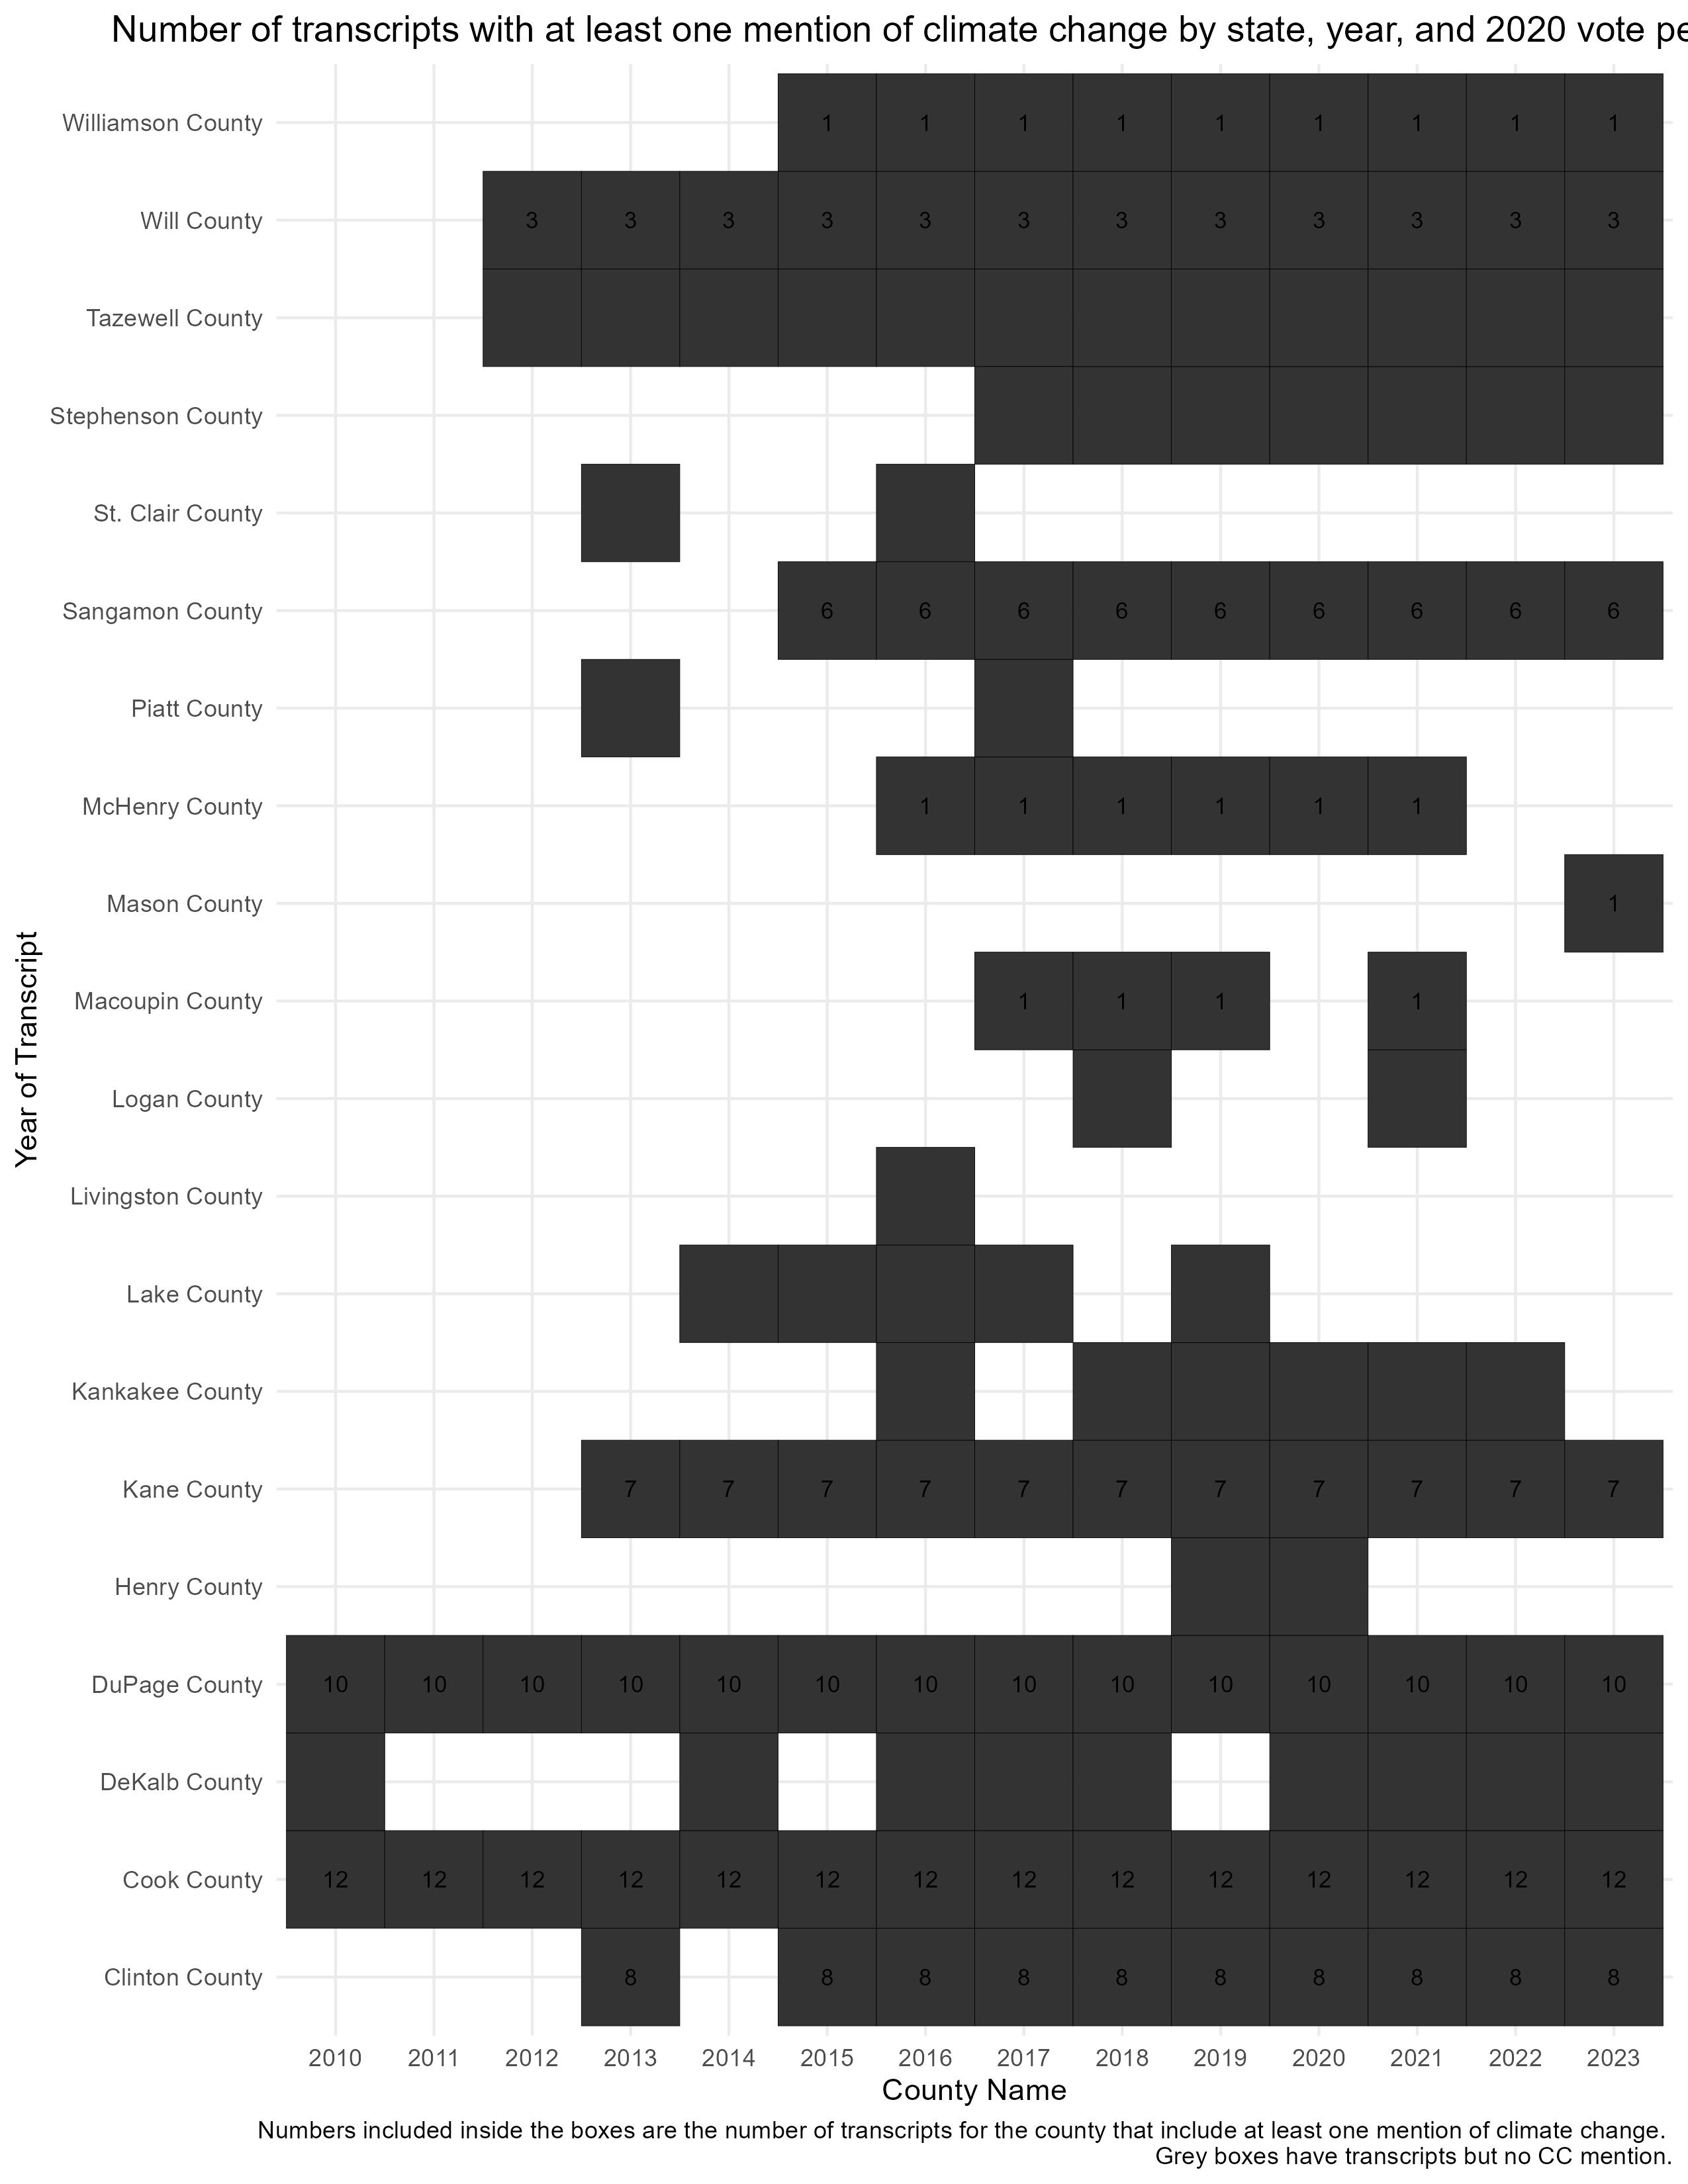 Number of transcripts with at least one mention of climate change by state, year, and 2020 vote pe
Williamson County 1 1 1 1 1 1 1 1 1
Will County 3 3 3 3 3 3 3 3 3 3 3 3
Tazewell County
Stephenson County
St. Clair County
Sangamon County 6 6 6 6 6 6 6 6 6
Piatt County
McHenry County 1 1 1 1 1 1
Mason County 1
Macoupin County 1 1 1 1
Logan County
Livingston County
Lake County
Kankakee County
Kane County 7 7 7 7 7 7 7 7 7 7 7
Henry County
DuPage County 10 10 10 10 10 10 10 10 10 10 10 10 10 10
DeKalb County
Cook County 12 12 12 12 12 12 12 12 12 12 12 12 12 12
Clinton County 8 8 8 8 8 8 8 8 8 8
Year of Transcript
2010 2011 2012 2013 2014 2015 2016 2017 2018 2019 2020 2021 2022 2023
County Name
Numbers included inside the boxes are the number of transcripts for the county that include at least one mention of climate change.
Grey boxes have transcripts but no CC mention.